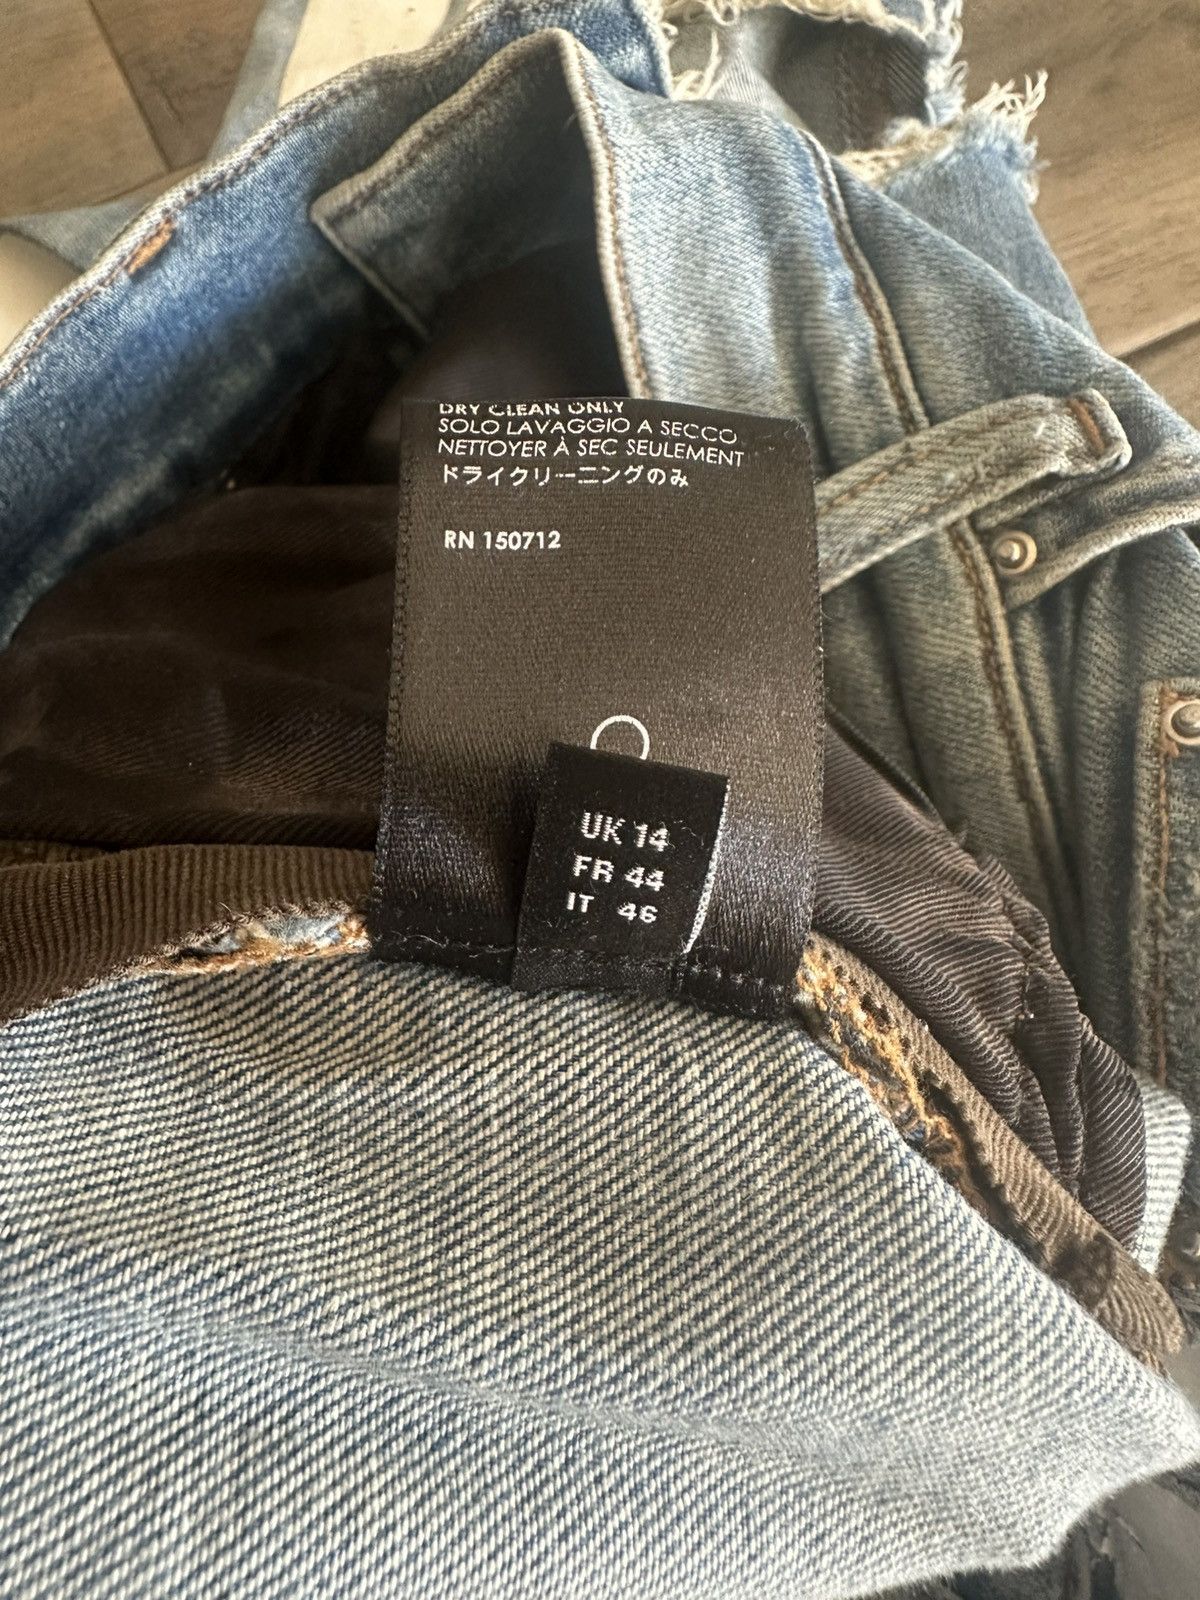 DRY CLEAN ONLY
SOLO LAVAGGIO A SECCO
NETTOYER À SEC SEULEMENT
ドライクリーニングのみ
RN 150712
UK 14
FR 44
IT 46